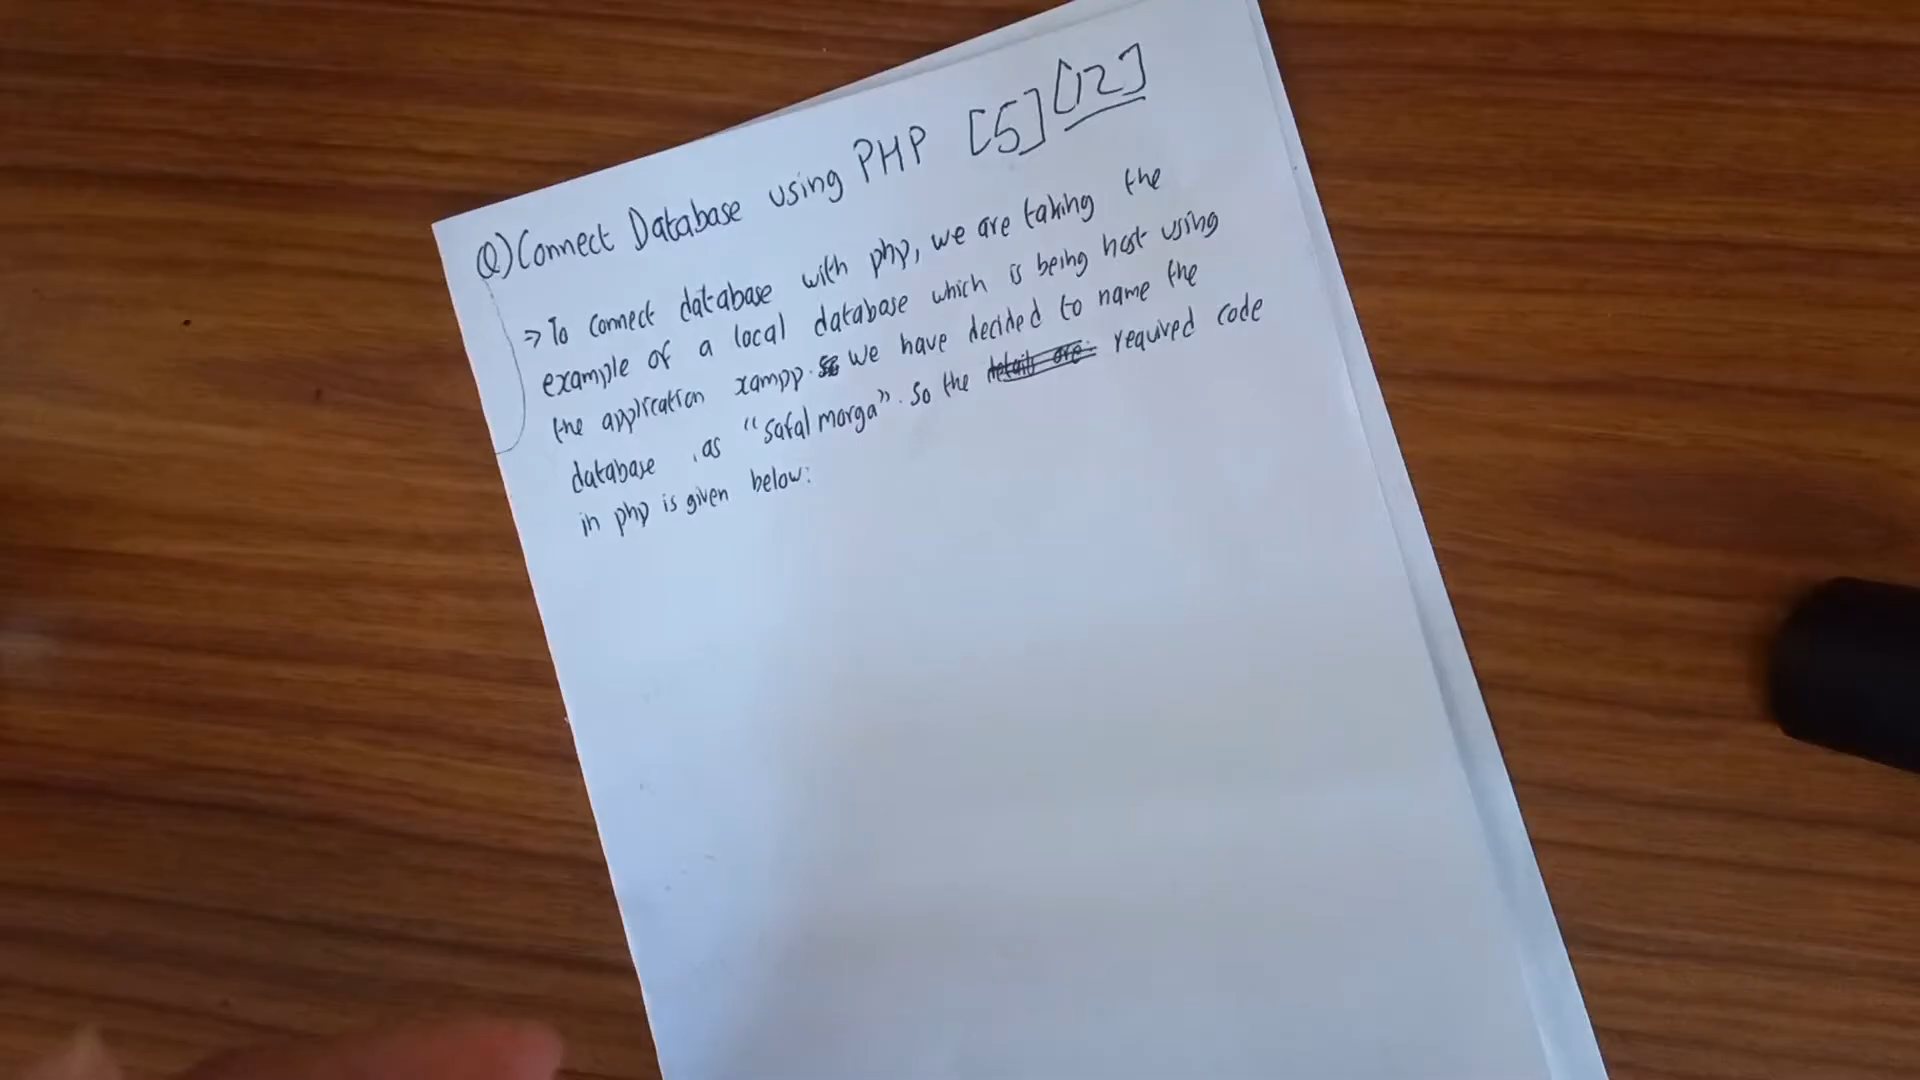 Q) Connect Database using PHP [5] [12]
⇒ To connect database with php, we are taking the
example of a local database which is being host using
the application xampp. We have decided to name the
database as "safal marga". So the required code
in php is given below: